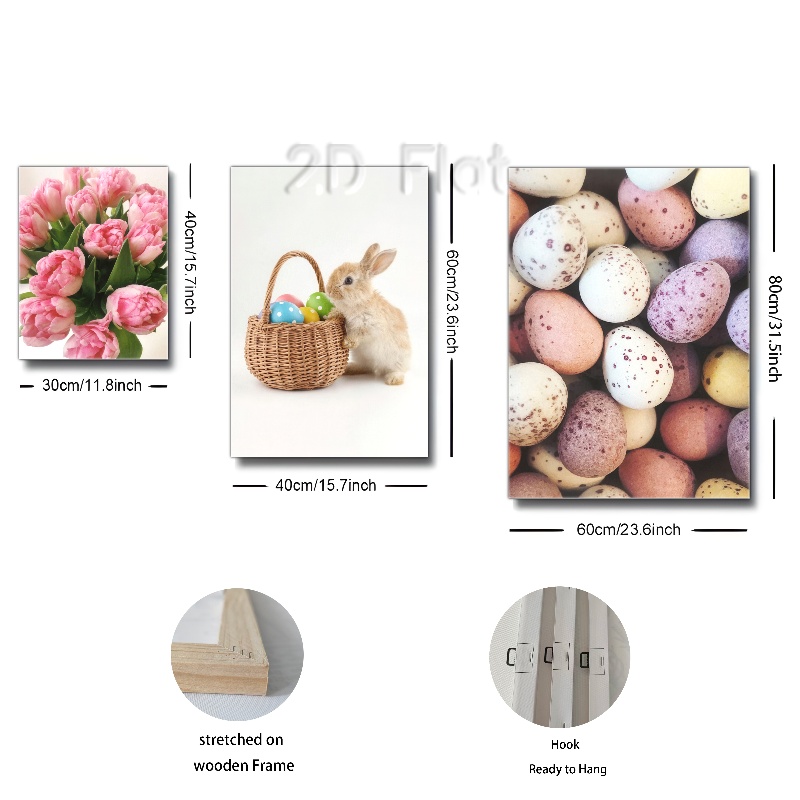 2D Flat
40cm/15.7inch
30cm/11.8inch
60cm/23.6inch
40cm/15.7inch
80cm/31.5inch
60cm/23.6inch
stretched on
wooden Frame
Hook
Ready to Hang